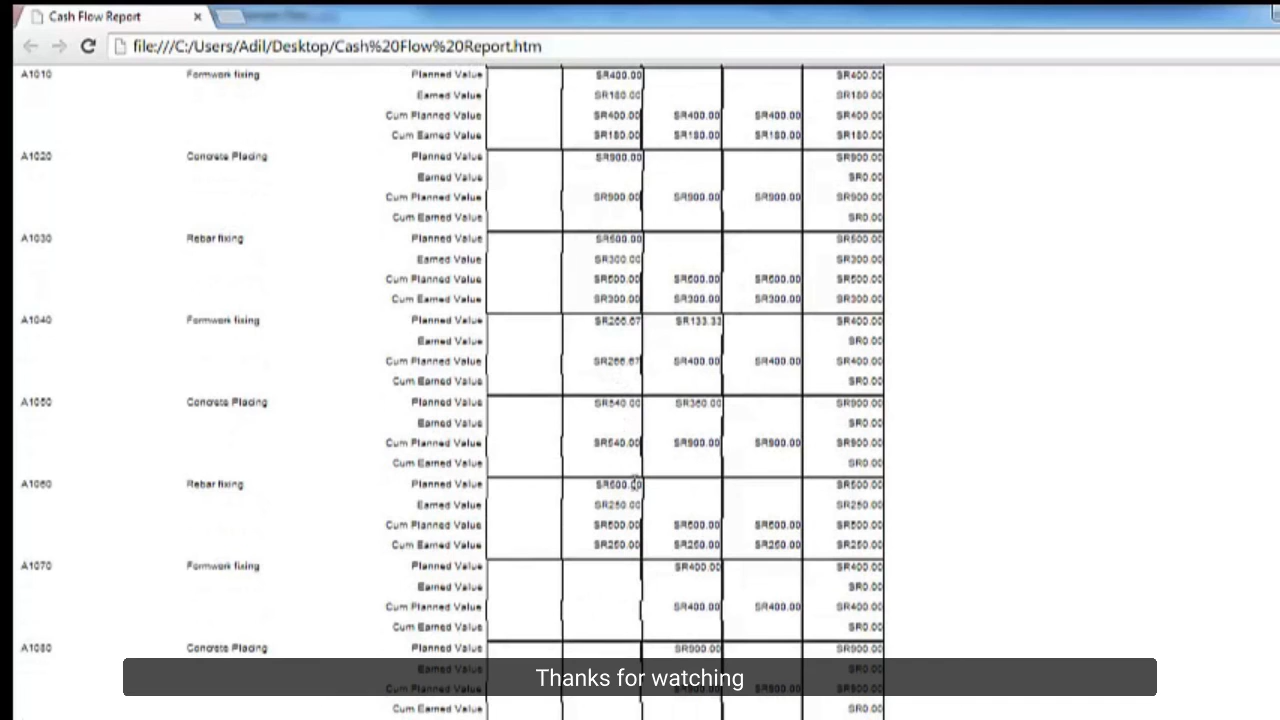 Cash Flow Report
file:///C:/Users/Adil/Desktop/Cash%20Flow%20Report.htm
A1010 Formwork fixing Planned Value SR400.00 SR400.00
Earned Value SR180.00 SR180.00
Cum Planned Value SR400.00 SR400.00 SR400.00 SR400.00
Cum Earned Value SR180.00 SR180.00 SR180.00 SR180.00
A1020 Concrete Placing Planned Value SR900.00 SR900.00
Earned Value SR0.00
Cum Planned Value SR900.00 SR900.00 SR900.00 SR900.00
Cum Earned Value SR0.00
A1030 Rebar fixing Planned Value SR500.00 SR500.00
Earned Value SR300.00 SR300.00
Cum Planned Value SR500.00 SR500.00 SR500.00 SR500.00
Cum Earned Value SR300.00 SR300.00 SR300.00 SR300.00
A1040 Formwork fixing Planned Value SR266.67 SR133.33 SR400.00
Earned Value SR0.00
Cum Planned Value SR266.67 SR400.00 SR400.00 SR400.00
Cum Earned Value SR0.00
A1050 Concrete Placing Planned Value SR540.00 SR360.00 SR900.00
Earned Value SR0.00
Cum Planned Value SR540.00 SR900.00 SR900.00 SR900.00
Cum Earned Value SR0.00
A1060 Rebar fixing Planned Value SR500.00 SR500.00
Earned Value SR250.00 SR250.00
Cum Planned Value SR500.00 SR500.00 SR500.00 SR500.00
Cum Earned Value SR250.00 SR250.00 SR250.00 SR250.00
A1070 Formwork fixing Planned Value SR400.00 SR400.00
Earned Value SR0.00
Cum Planned Value SR400.00 SR400.00 SR400.00
Cum Earned Value SR0.00
A1080 Concrete Placing Planned Value SR900.00 SR900.00
Earned Value SR0.00
Thanks for watching
Cum Planned Value SR900.00 SR900.00 SR900.00
Cum Earned Value SR0.00